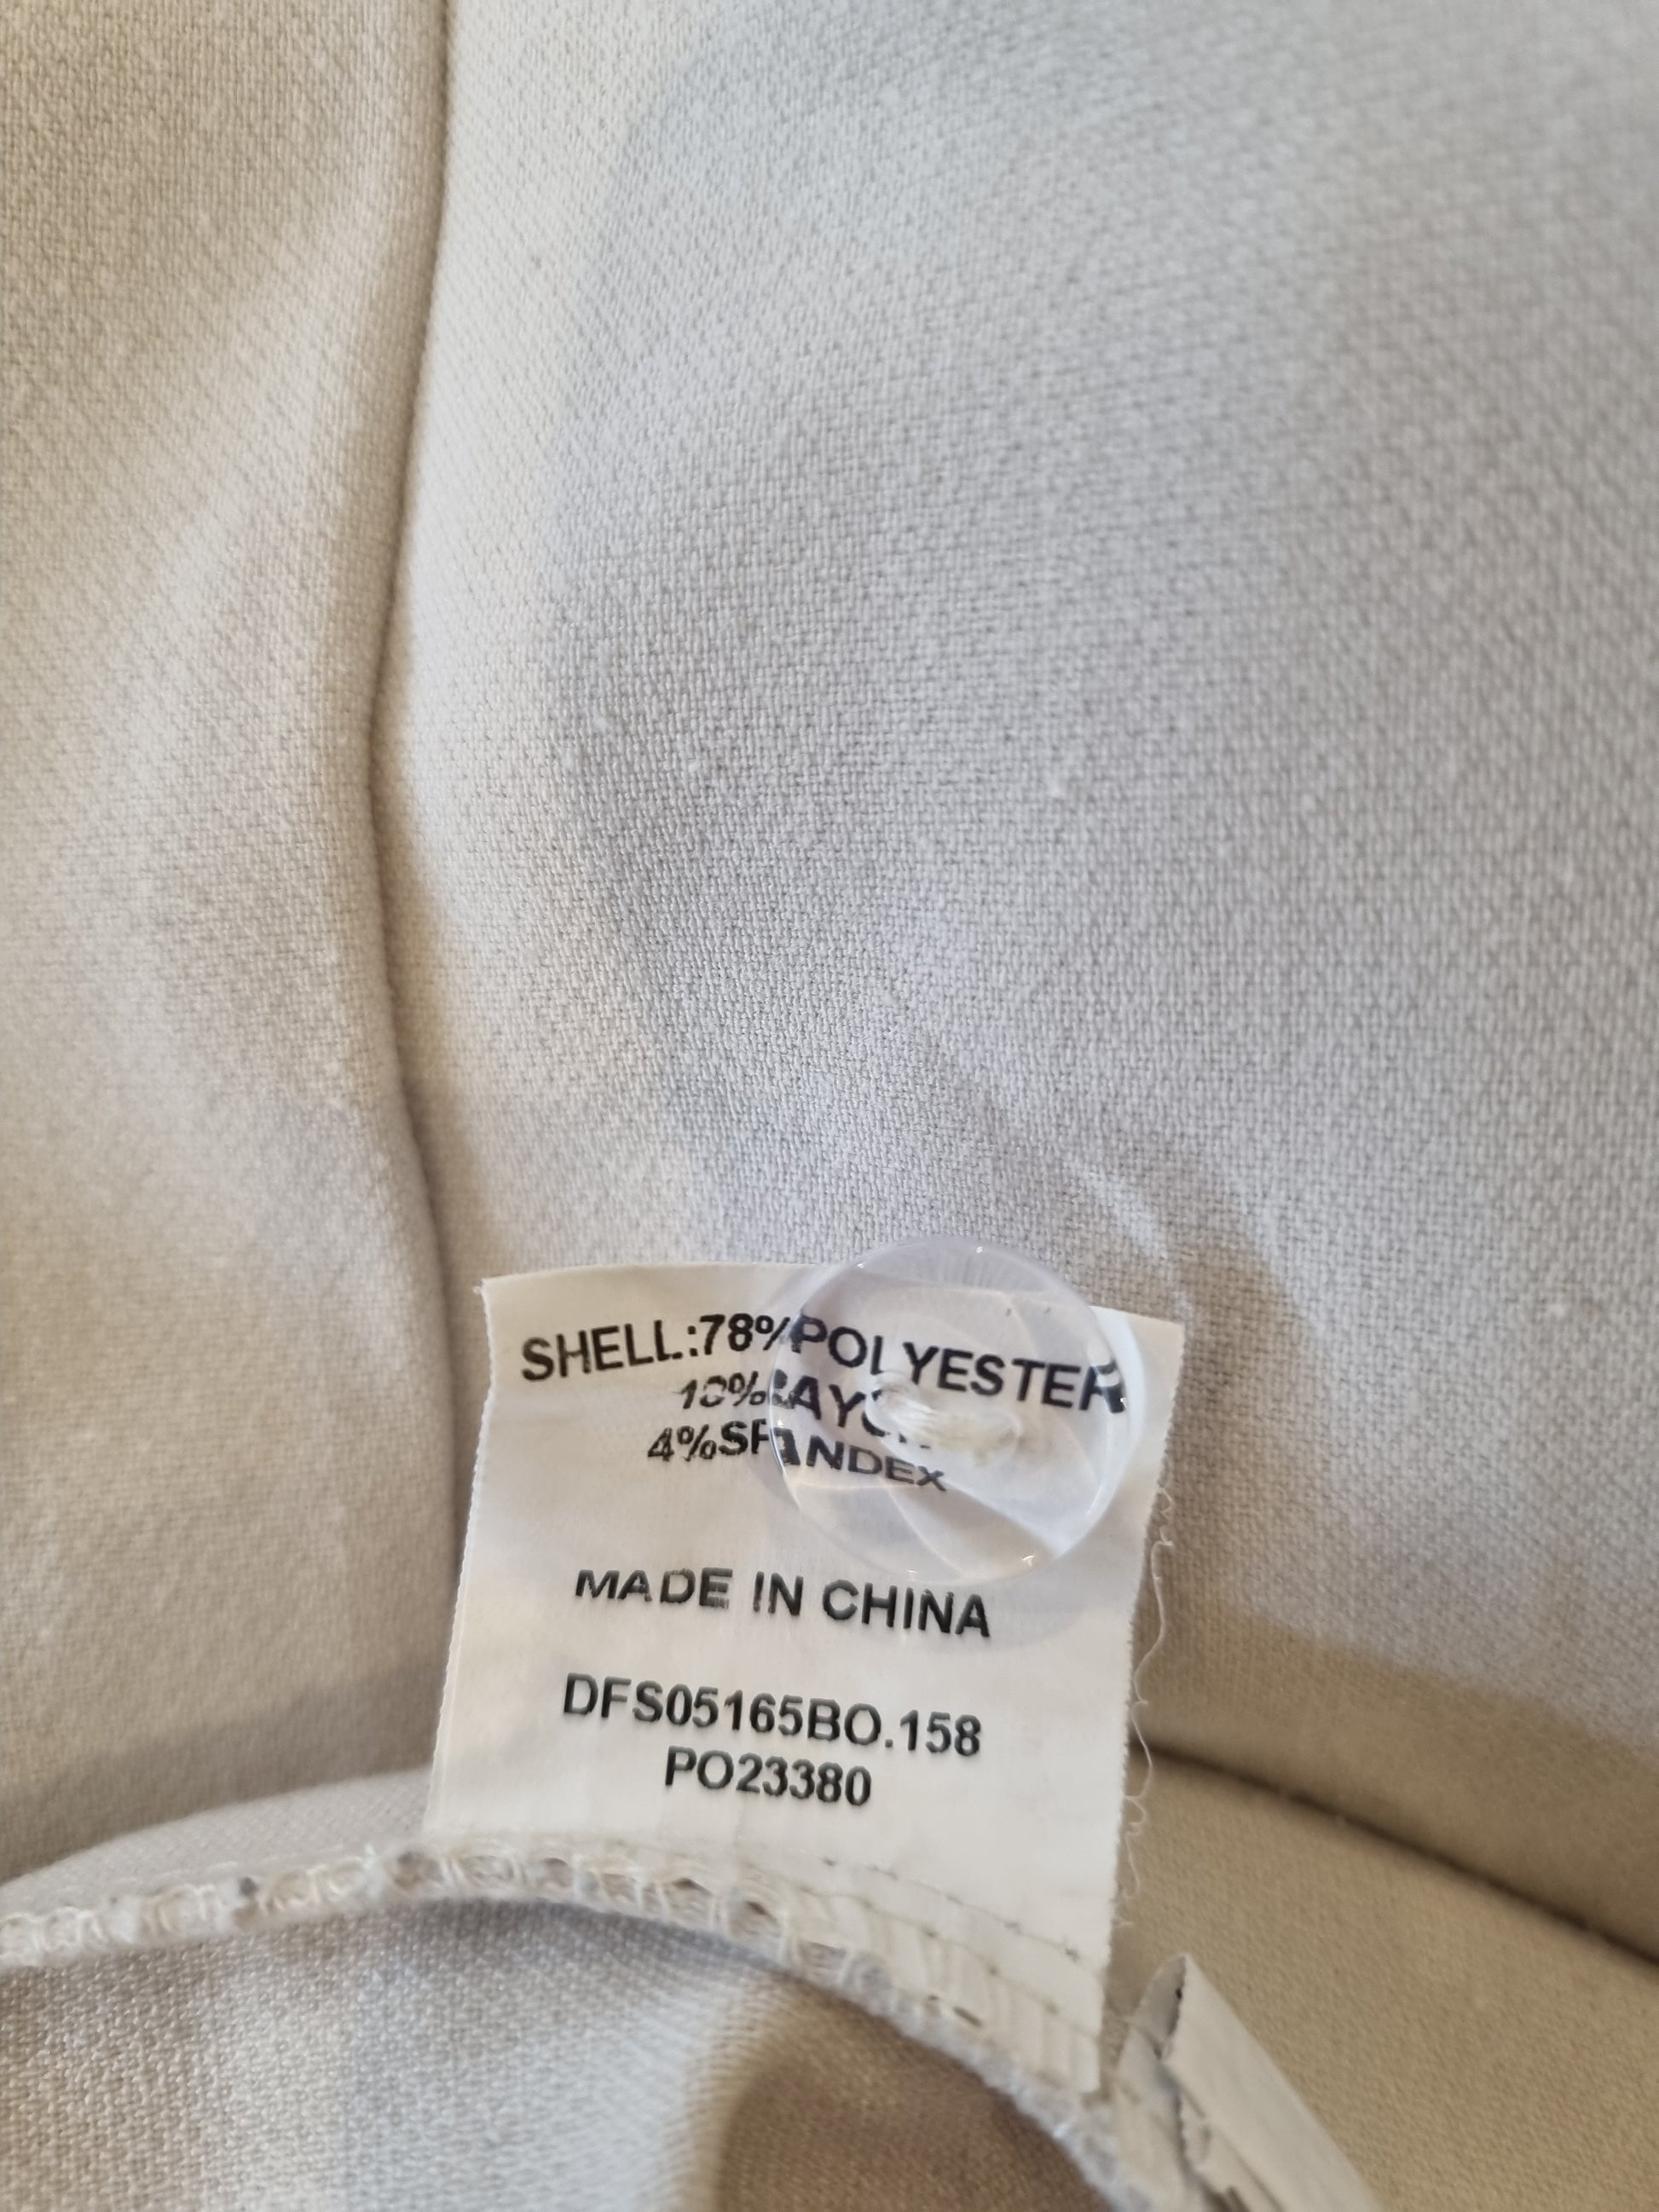 SHELL:78%POLYESTER
4%SPANDEX
MADE IN CHINA
DFS05165BO.158
PO23380